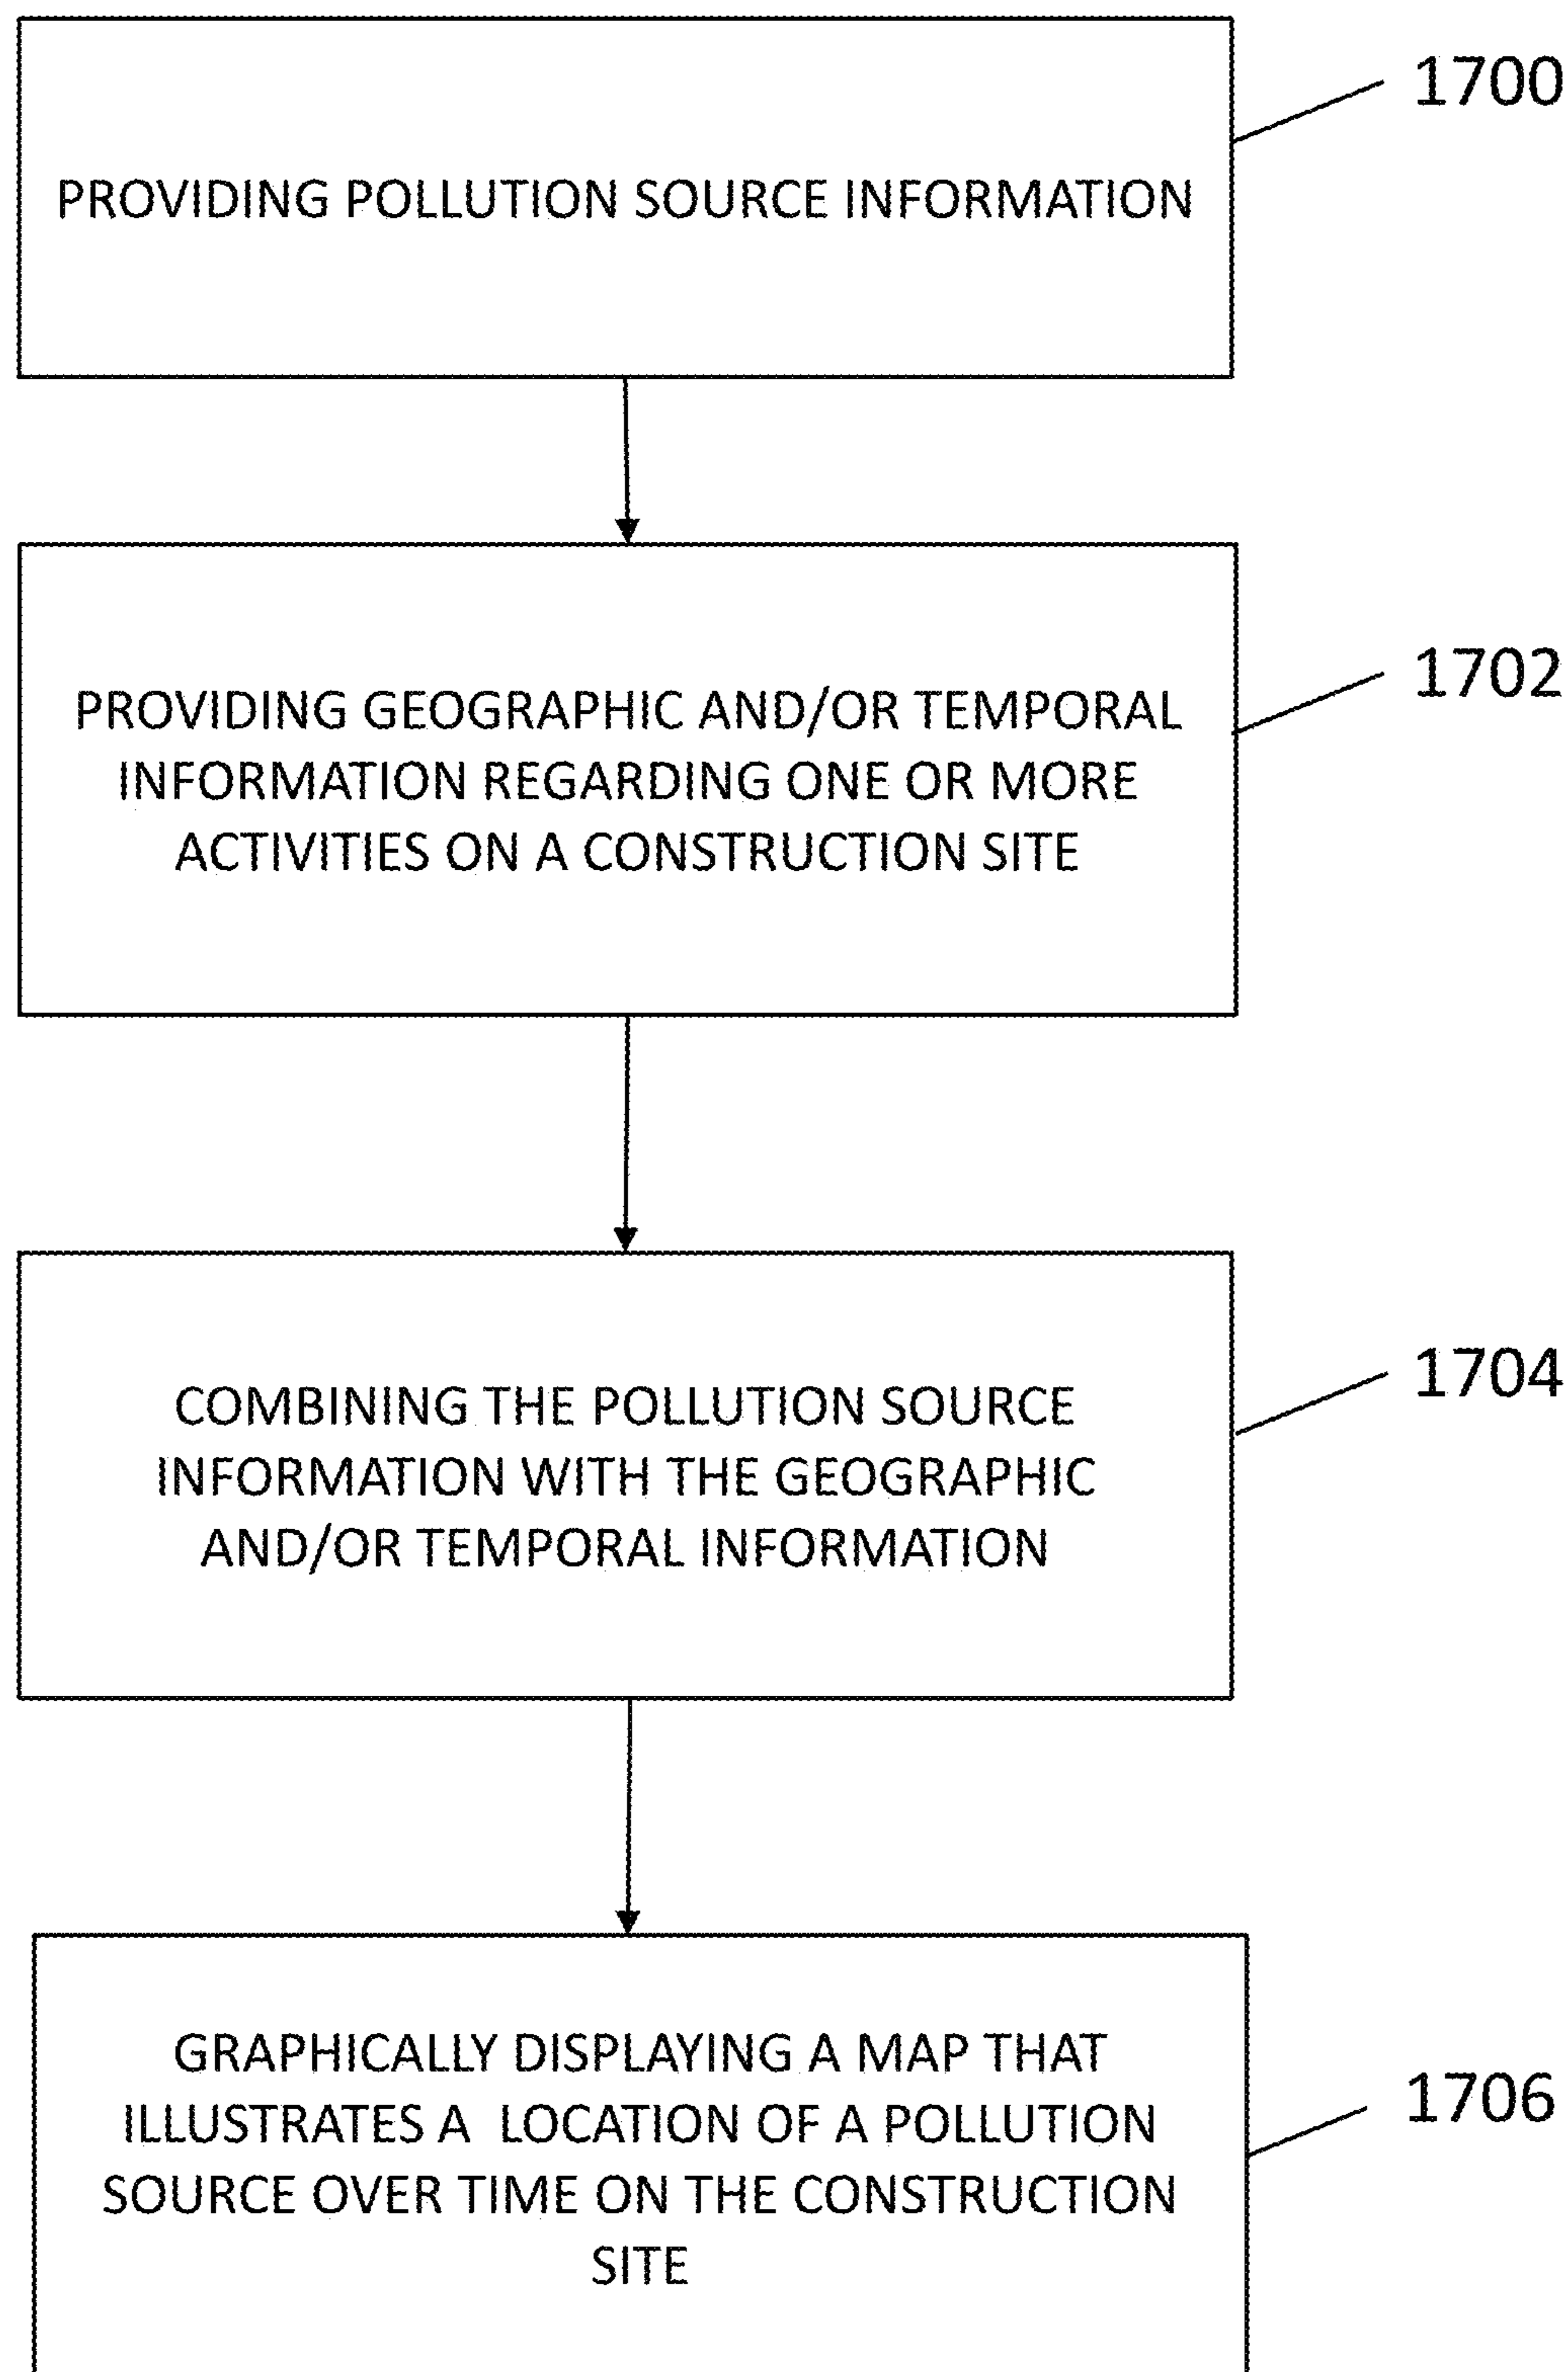 1700
PROVIDING POLLUTION SOURCE INFORMATION
1702
PROVIDING GEOGRAPHIC AND/OR TEMPORAL
INFORMATION REGARDING ONE OR MORE
ACTIVITIES ON A CONSTRUCTION SITE
1704
COMBINING THE POLLUTION SOURCE
INFORMATION WITH THE GEOGRAPHIC
AND/OR TEMPORAL INFORMATION
1706
GRAPHICALLY DISPLAYING A MAP THAT
ILLUSTRATES A LOCATION OF A POLLUTION
SOURCE OVER TIME ON THE CONSTRUCTION
SITE